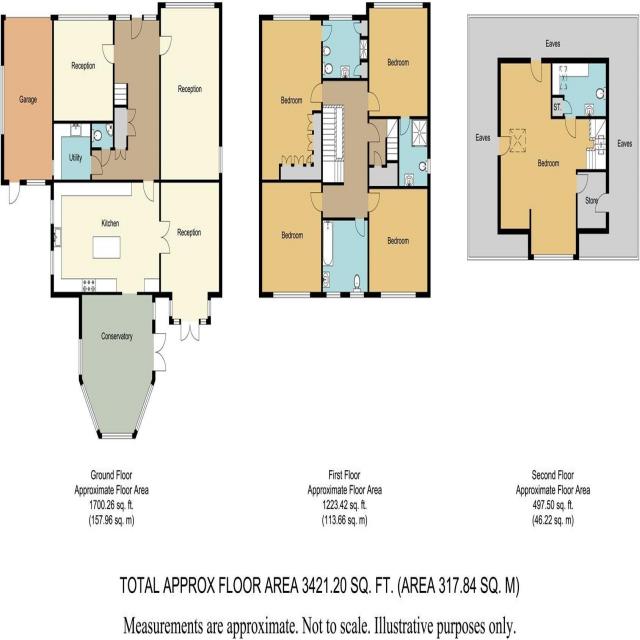 Garage
Reception
Reception
Utility
Kitchen
Reception
Conservatory
Bedroom
Bedroom
Bedroom
Bedroom
Eaves
Eaves
ST.
Bedroom
Eaves
Store
Ground Floor
Approximate Floor Area
1700.26 sq. ft.
(157.96 sq. m)
First Floor
Approximate Floor Area
1223.42 sq. ft.
(113.66 sq. m)
Second Floor
Approximate Floor Area
497.50 sq. ft.
(46.22 sq. m)
TOTAL APPROX FLOOR AREA 3421.20 SQ. FT. (AREA 317.84 SQ. M)
Measurements are approximate. Not to scale. Illustrative purposes only.